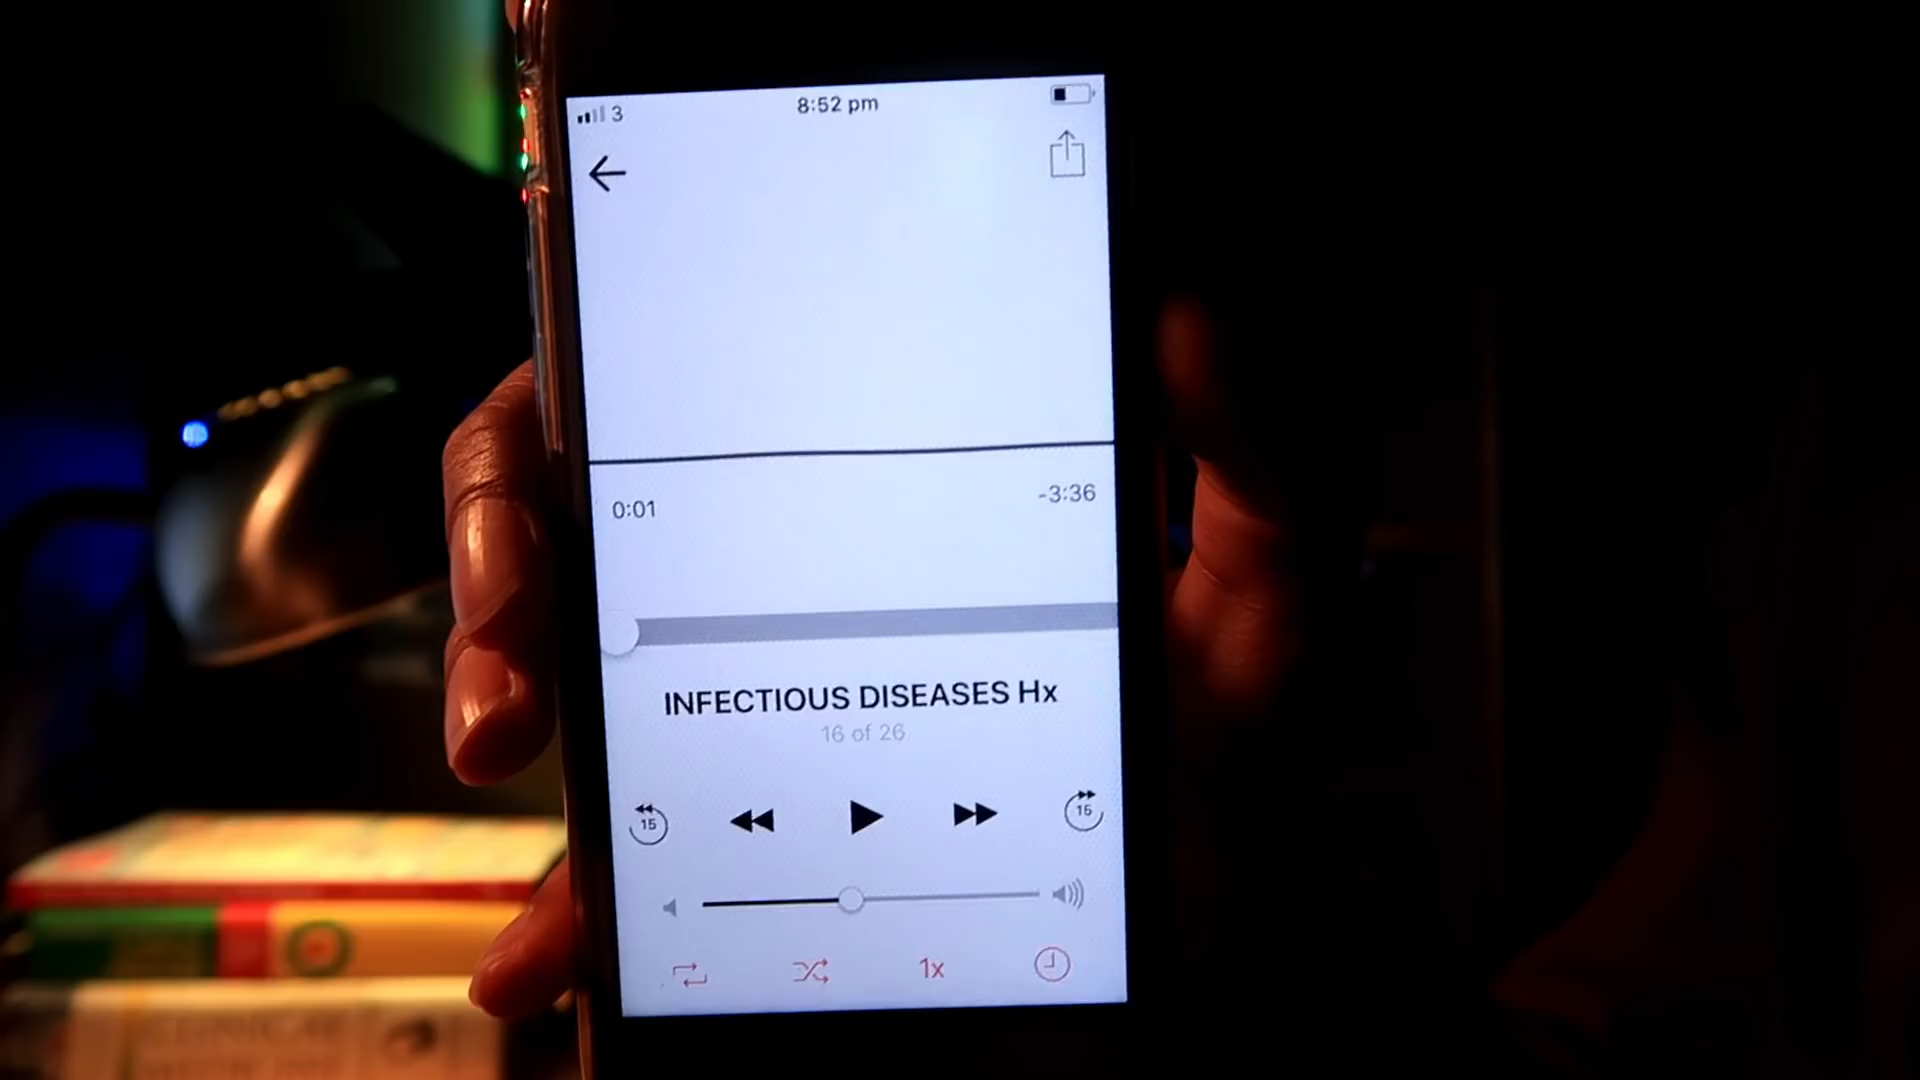 3 8:52 pm
0:01 -3:36
INFECTIOUS DISEASES Hx
16 of 26
15 15
1x